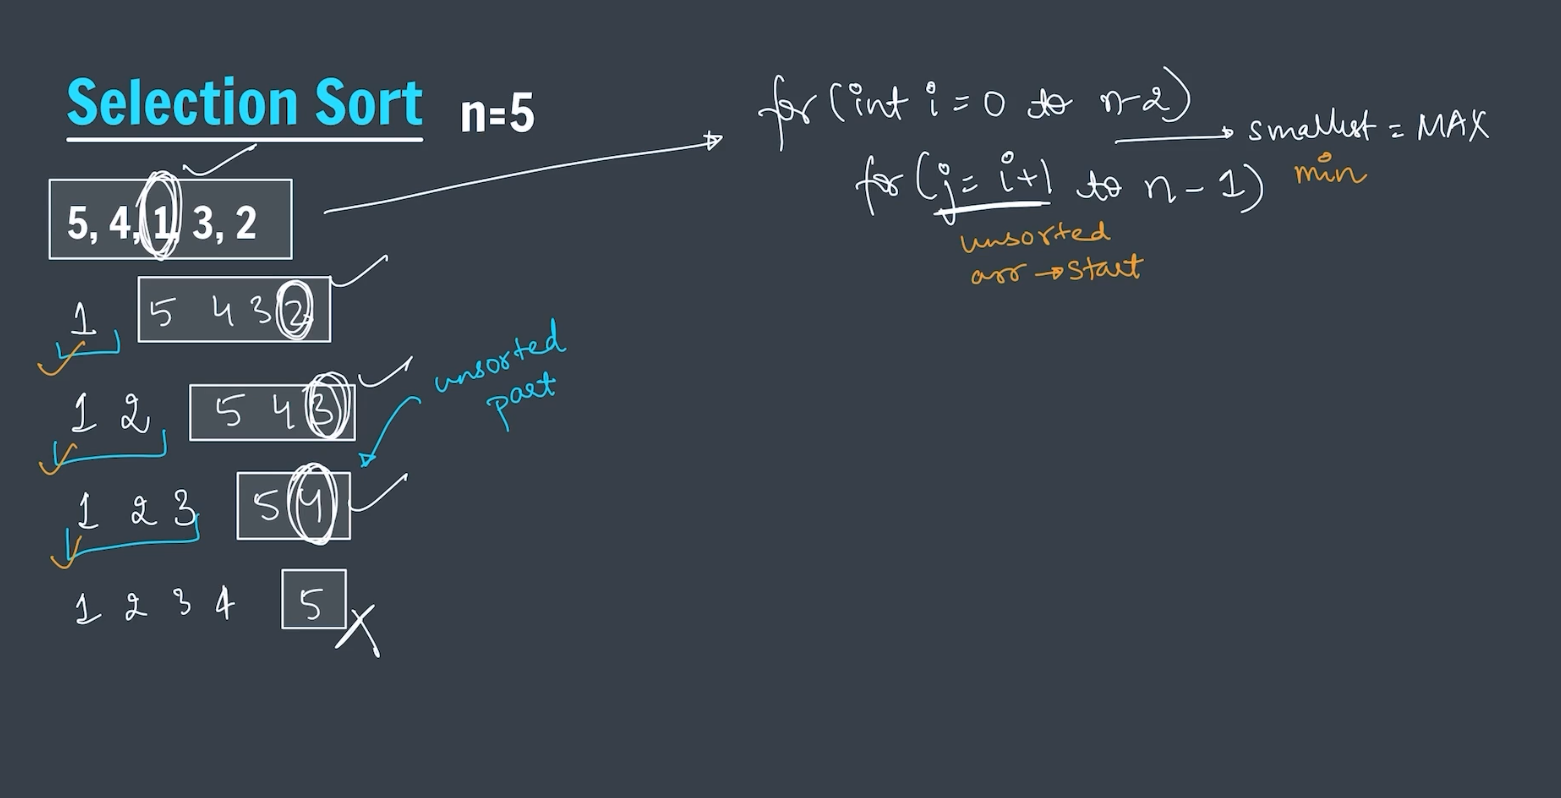 Selection Sort n=5
5, 4, 1, 3, 2
1 5 4 3 2
1 2 5 4 3
unsorted
part
1 2 3 5 4
1 2 3 4 5
for (int i = 0 to n-2)
smallest = MAX
for (j = i+1 to n - 1)
min
unsorted
arr → start